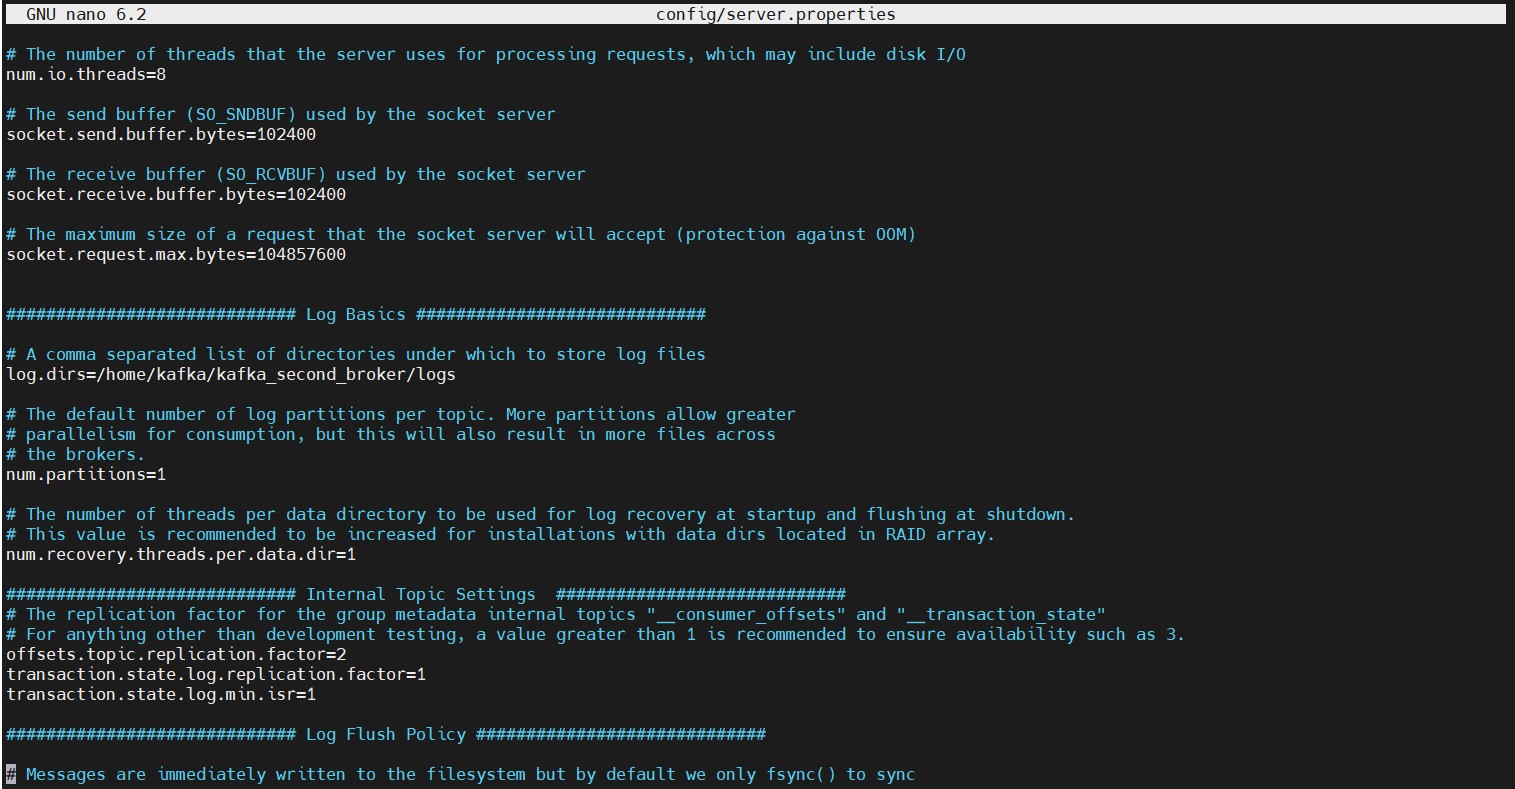 GNU nano 6.2 config/server.properties
# The number of threads that the server uses for processing requests, which may include disk I/O
num.io.threads=8
# The send buffer (SO_SNDBUF) used by the socket server
socket.send.buffer.bytes=102400
# The receive buffer (SO_RCVBUF) used by the socket server
socket.receive.buffer.bytes=102400
# The maximum size of a request that the socket server will accept (protection against OOM)
socket.request.max.bytes=104857600
############################# Log Basics #############################
# A comma separated list of directories under which to store log files
log.dirs=/home/kafka/kafka_second_broker/logs
# The default number of log partitions per topic. More partitions allow greater
# parallelism for consumption, but this will also result in more files across
# the brokers.
num.partitions=1
# The number of threads per data directory to be used for log recovery at startup and flushing at shutdown.
# This value is recommended to be increased for installations with data dirs located in RAID array.
num.recovery.threads.per.data.dir=1
############################# Internal Topic Settings  #############################
# The replication factor for the group metadata internal topics "__consumer_offsets" and "__transaction_state"
# For anything other than development testing, a value greater than 1 is recommended to ensure availability such as 3.
offsets.topic.replication.factor=2
transaction.state.log.replication.factor=1
transaction.state.log.min.isr=1
############################# Log Flush Policy #############################
# Messages are immediately written to the filesystem but by default we only fsync() to sync